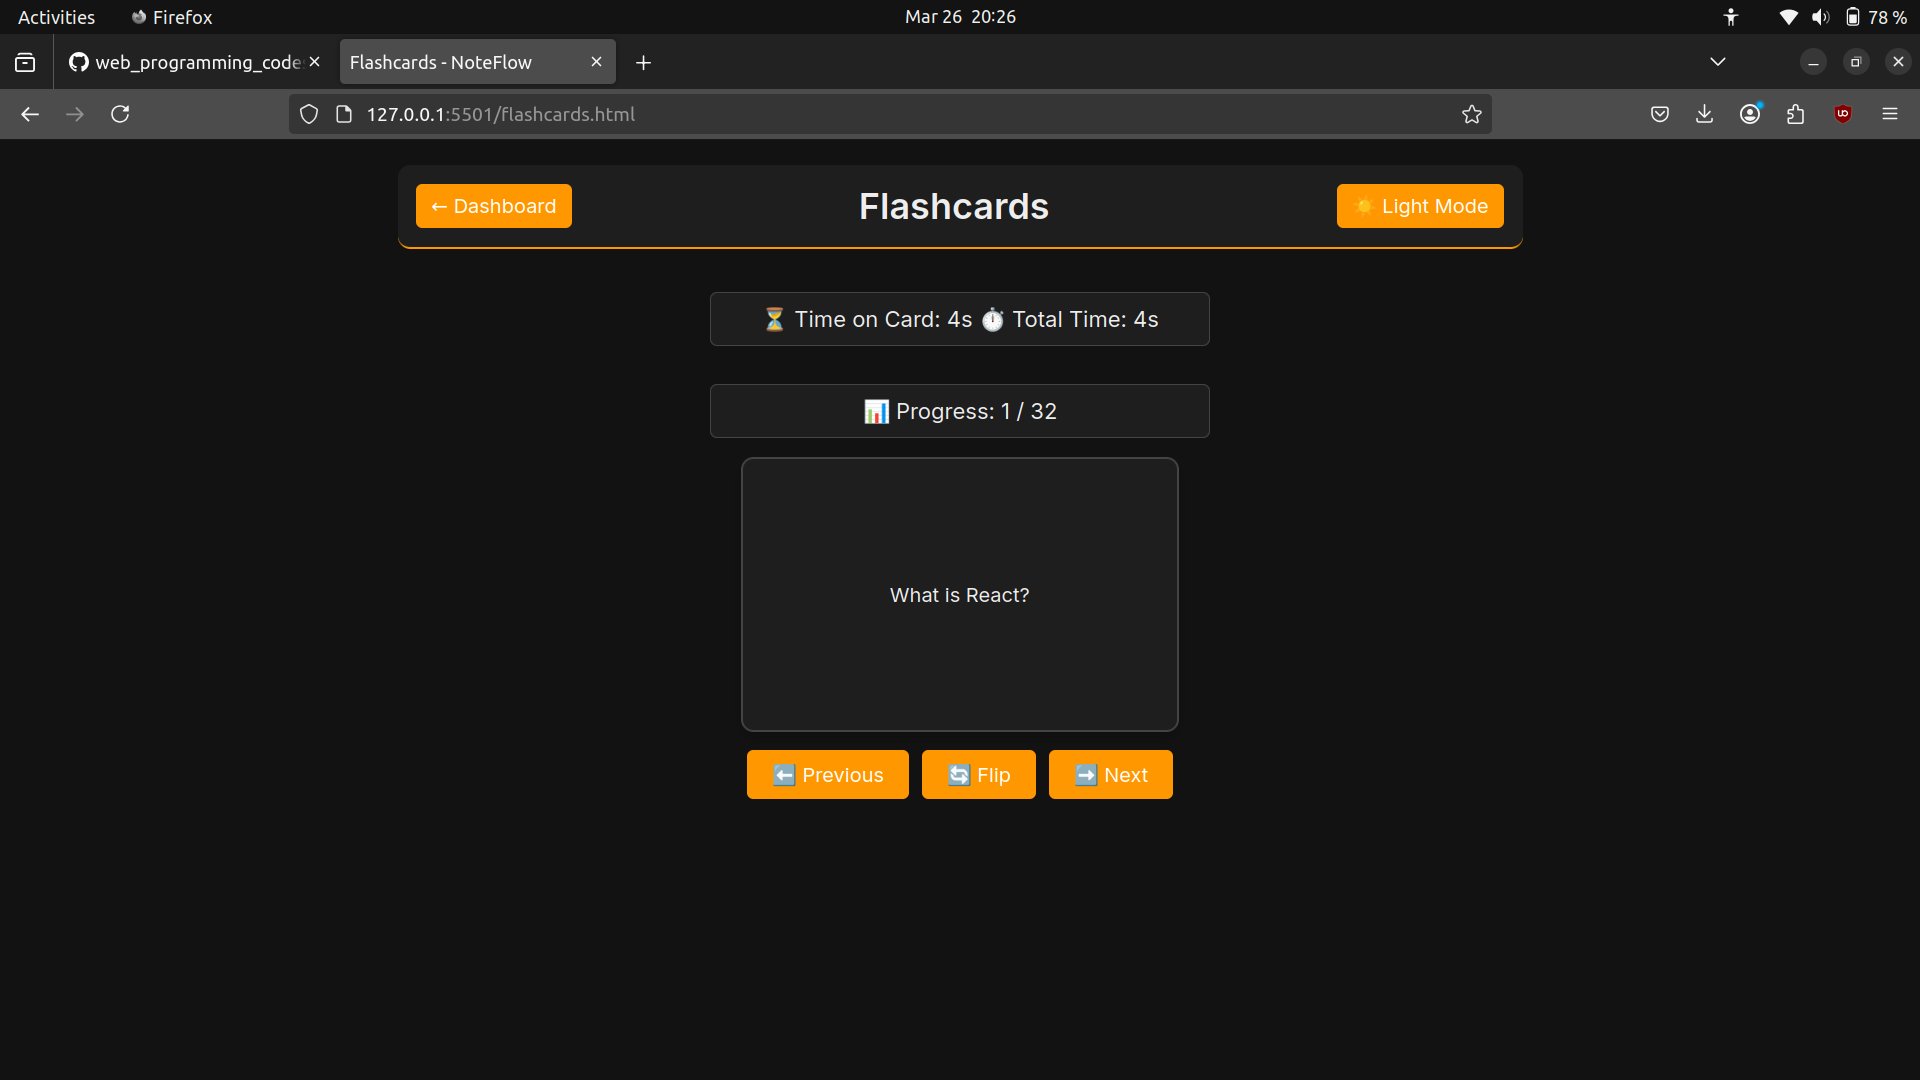 Activities Firefox Mar 26 20:26 78 %
web_programming_code Flashcards - NoteFlow
127.0.0.1:5501/flashcards.html
← Dashboard Flashcards ☀️ Light Mode
⏳ Time on Card: 4s ⏱️ Total Time: 4s
📊 Progress: 1 / 32
What is React?
⬅️ Previous 🔄 Flip ➡️ Next